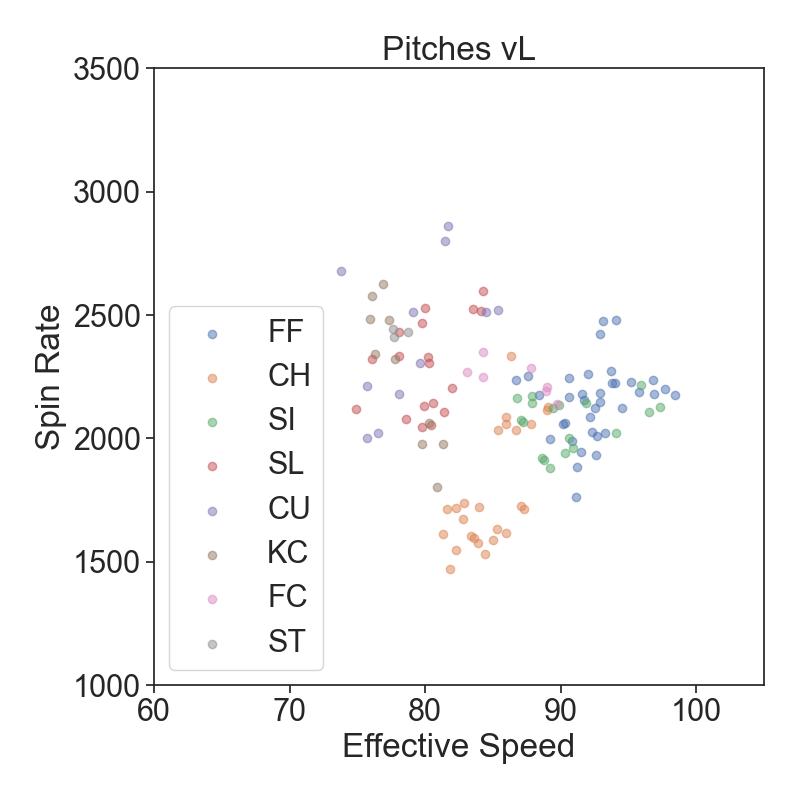 Pitches vL
3500
3000
2500
2000
1500
1000
Spin Rate
FF
CH
SI
SL
CU
KC
FC
ST
60 70 80 90 100
Effective Speed